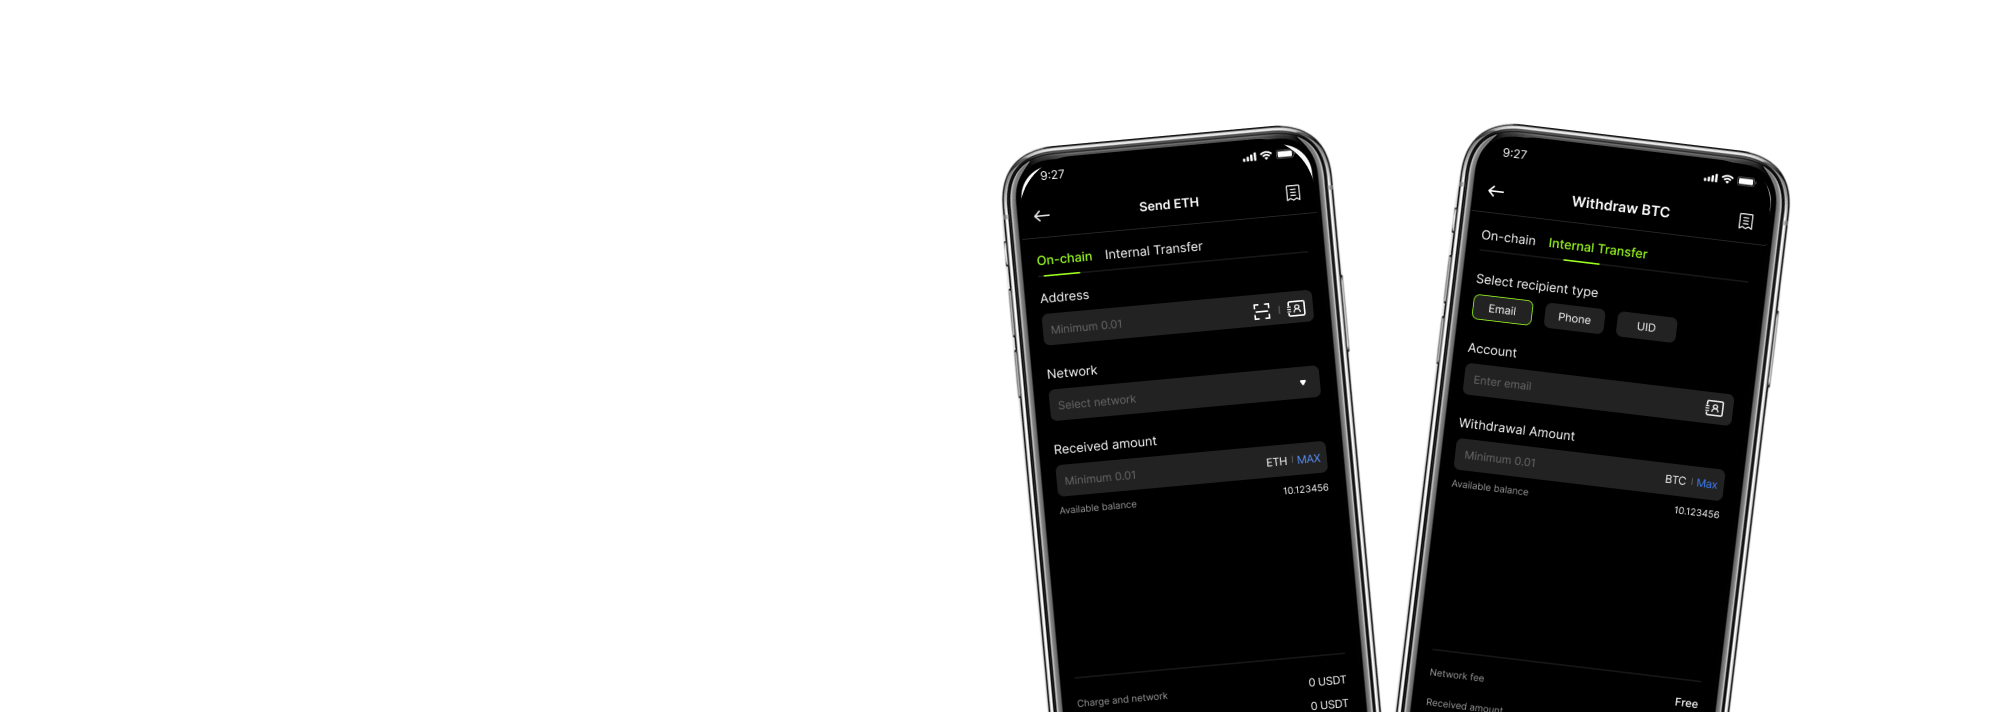 9:27
Send ETH
On-chain Internal Transfer
Address
Minimum 0.01
Network
Select network
Received amount
Minimum 0.01 ETH MAX
Available balance 10.123456
0 USDT
Charge and network
0 USDT
9:27
Withdraw BTC
On-chain Internal Transfer
Select recipient type
Email Phone UID
Account
Enter email
Withdrawal Amount
Minimum 0.01 BTC Max
Available balance 10.123456
Network fee
Free
Received amount